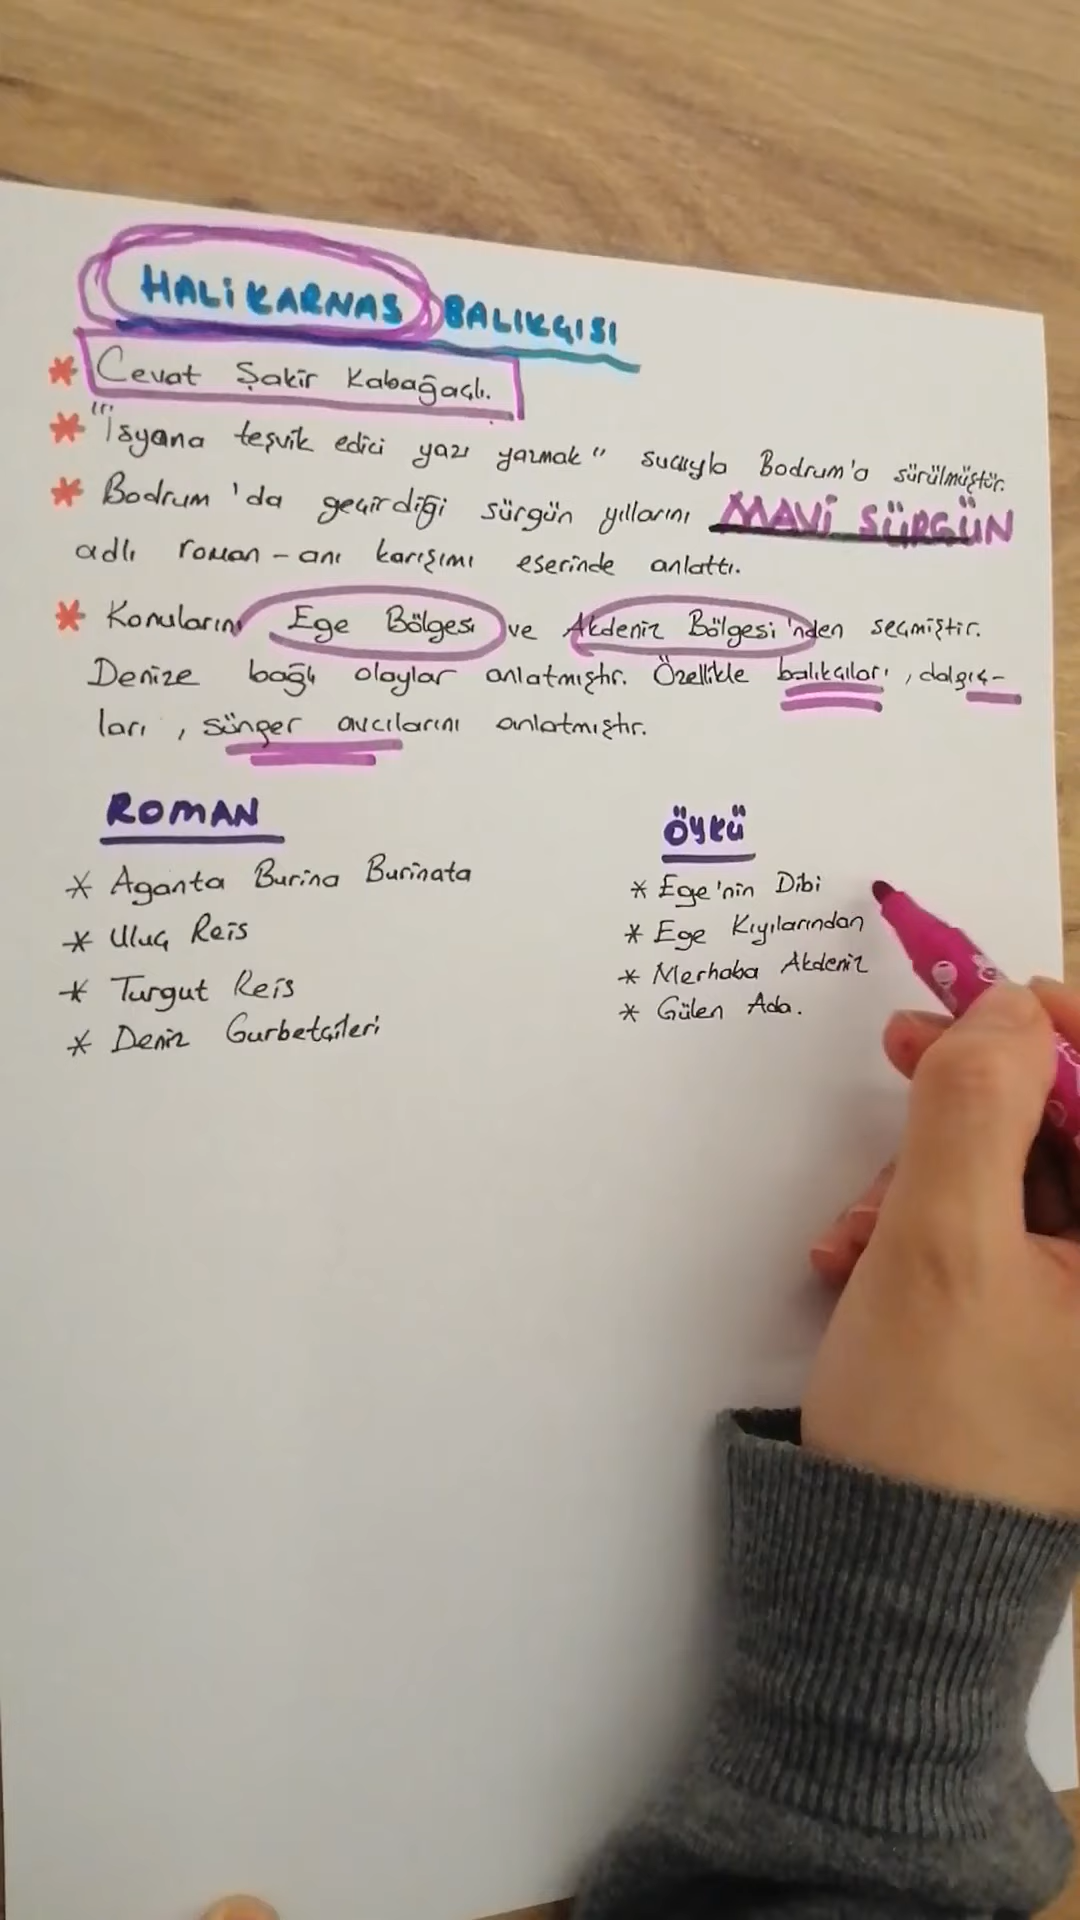 HALİKARNAS BALIKÇISI
* Cevat Şakir Kabağaçlı.
* "İsyana teşvik edici yazı yazmak" suçuyla Bodrum'a sürülmüştür.
* Bodrum'da geçirdiği sürgün yıllarını MAVİ SÜRGÜN
adlı roman-anı karışımı eserinde anlattı.
* Konularını Ege Bölgesi ve Akdeniz Bölgesi'nden seçmiştir.
Denize bağlı olaylar anlatmıştır. Özellikle balıkçıları, dalgıç-
ları, sünger avcılarını anlatmıştır.
ROMAN
* Aganta Burina Burinata
* Uluç Reis
* Turgut Reis
* Deniz Gurbetçileri
ÖYKÜ
* Ege'nin Dibi
* Ege Kıyılarından
* Merhaba Akdeniz
* Gülen Ada.